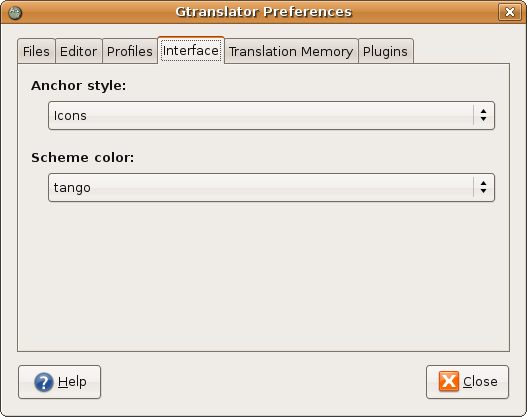 Gtranslator Preferences
Files Editor Profiles Interface Translation Memory Plugins
Anchor style:
Icons
Scheme color:
tango
Help Close